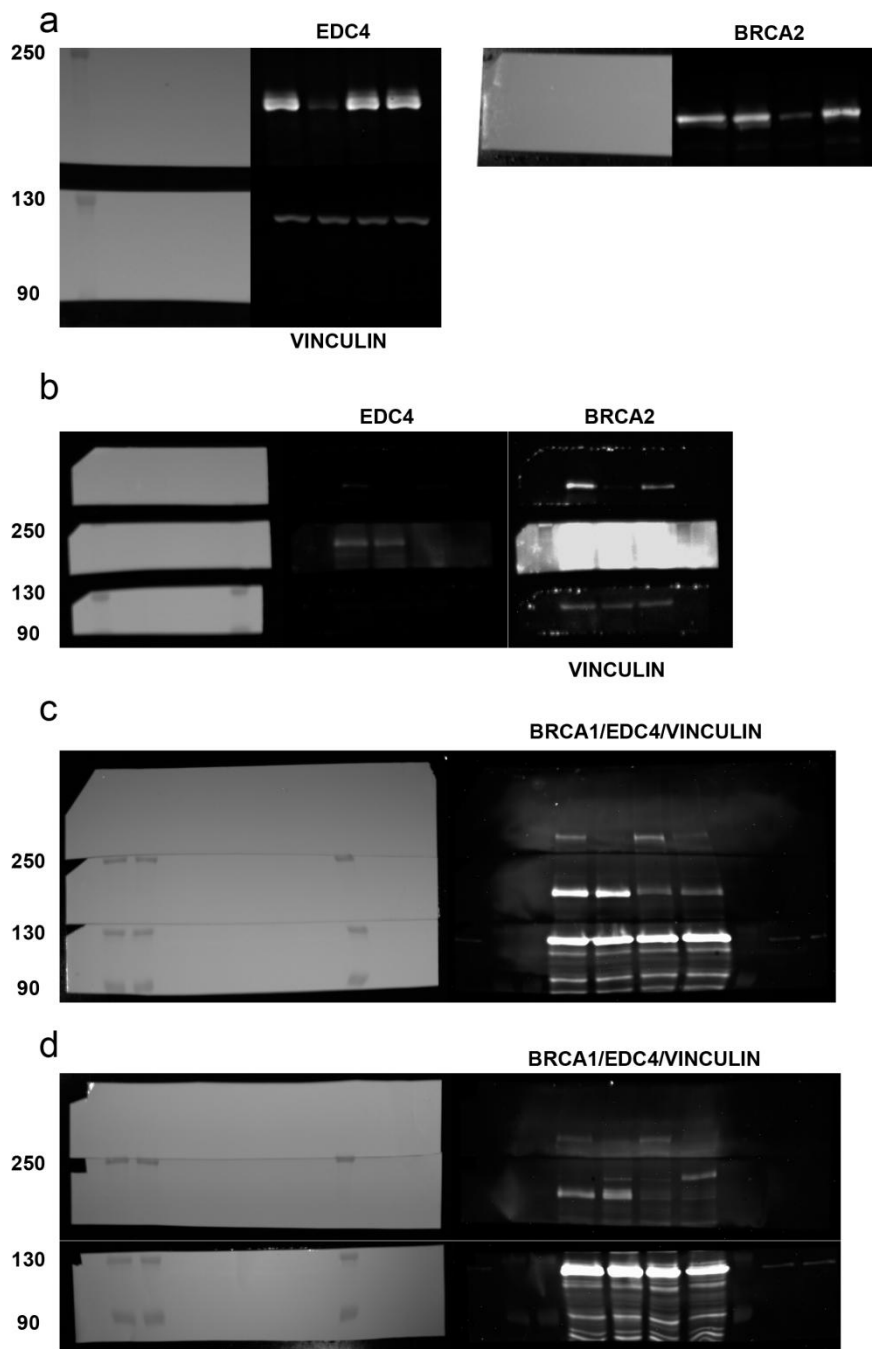 a
EDC4
BRCA2
250
130
90
VINCULIN
b
EDC4
BRCA2
250
130
90
VINCULIN
c
BRCA1/EDC4/VINCULIN
250
130
90
d
BRCA1/EDC4/VINCULIN
250
130
90